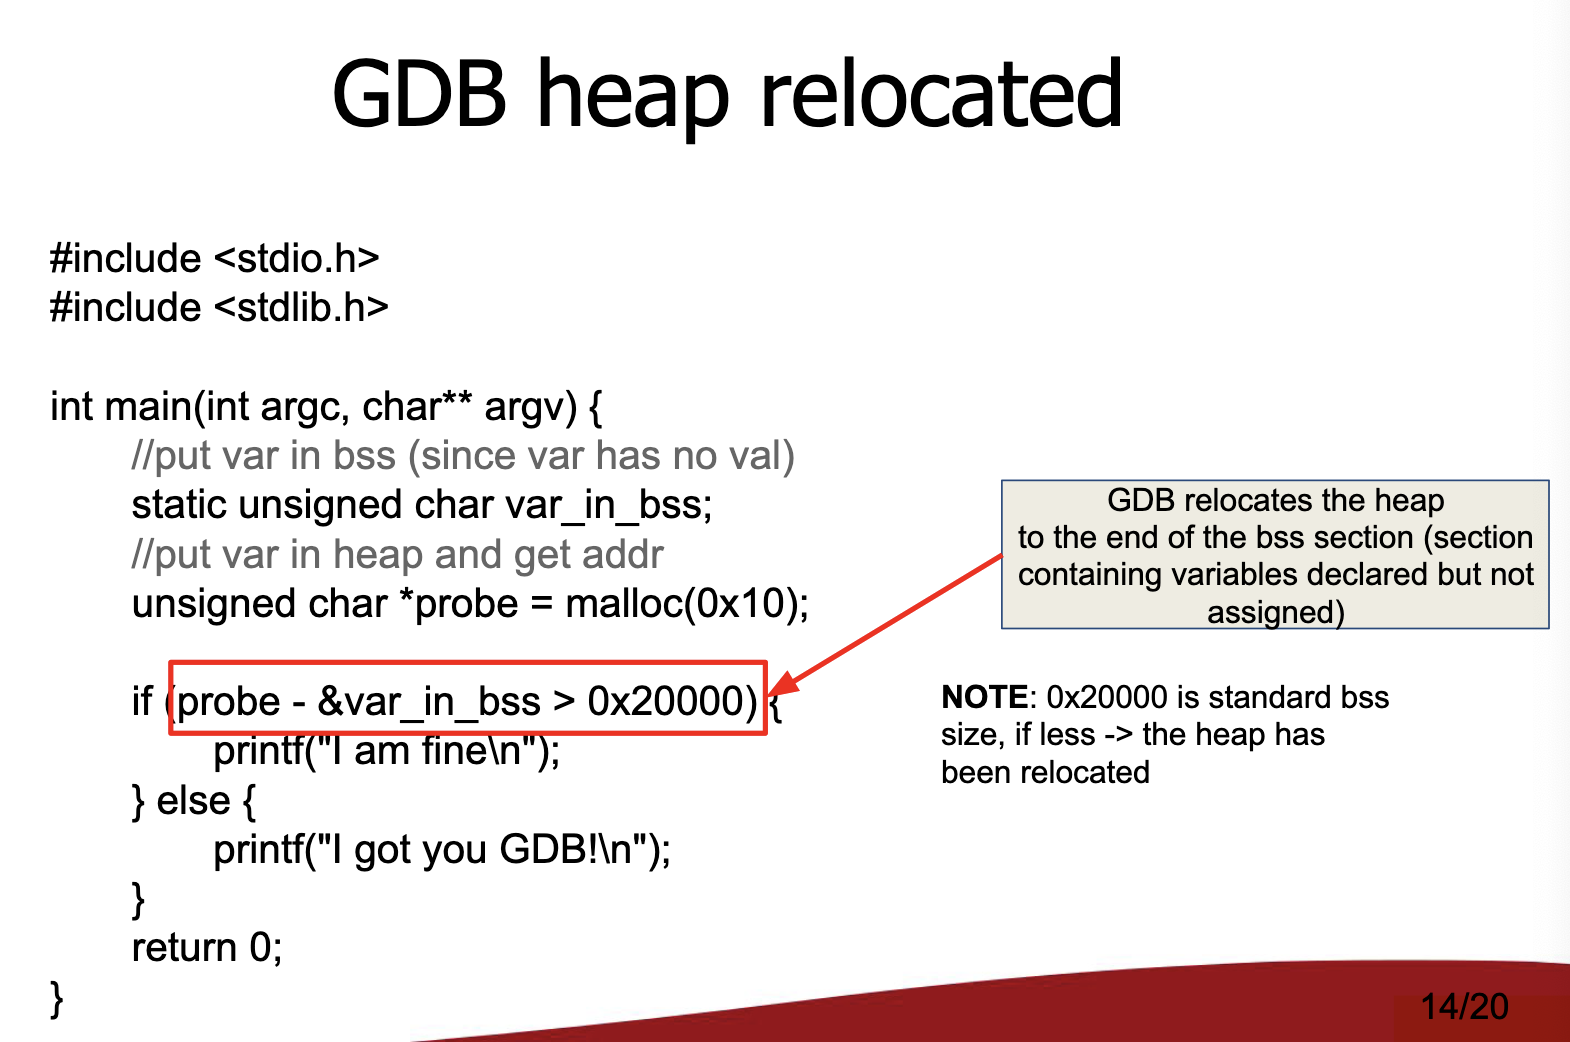 GDB heap relocated
#include <stdio.h>
#include <stdlib.h>
int main(int argc, char** argv) {
//put var in bss (since var has no val)
static unsigned char var_in_bss;
//put var in heap and get addr
unsigned char *probe = malloc(0x10);
if (probe - &var_in_bss > 0x20000) {
printf("I am fine\n");
} else {
printf("I got you GDB!\n");
}
return 0;
}
GDB relocates the heap
to the end of the bss section (section
containing variables declared but not
assigned)
NOTE: 0x20000 is standard bss
size, if less -> the heap has
been relocated
14/20